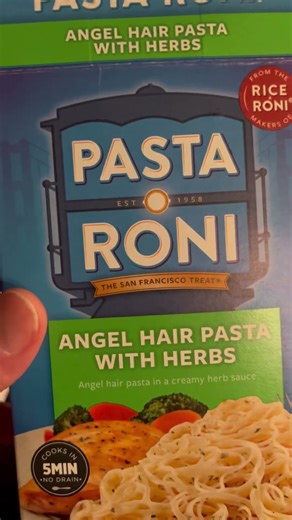 PASTA RONI
ANGEL HAIR PASTA
WITH HERBS
FROM THE
RICE A RONI®
MAKERS OF
PASTA
EST 1958
RONI
THE SAN FRANCISCO TREAT®
ANGEL HAIR PASTA
WITH HERBS
Angel hair pasta in a creamy herb sauce
COOKS IN
5MIN
NO DRAIN